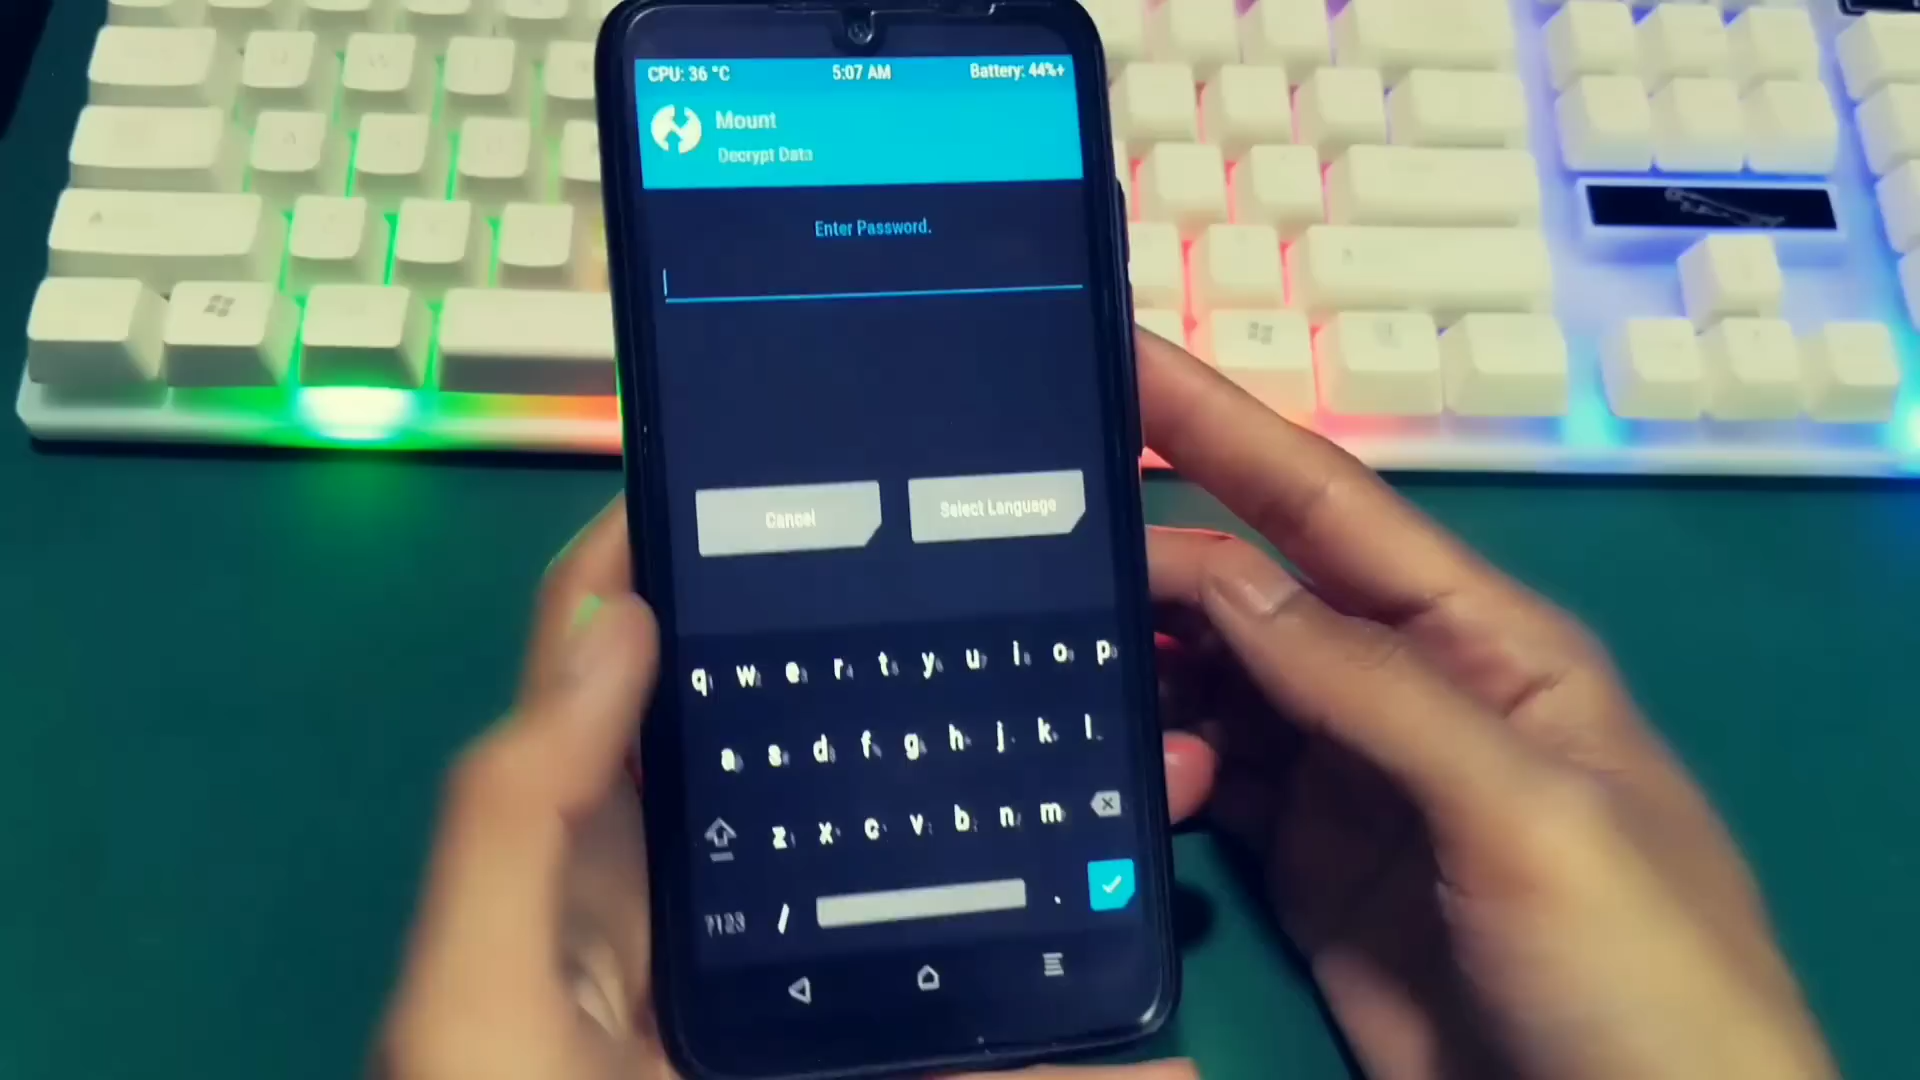 CPU: 36 °C 5:07 AM Battery: 44%+
Mount
Decrypt Data
Enter Password.
Cancel Select Language
q w e r t y u i o p
a s d f g h j k l
z x c v b n m
?123 / .